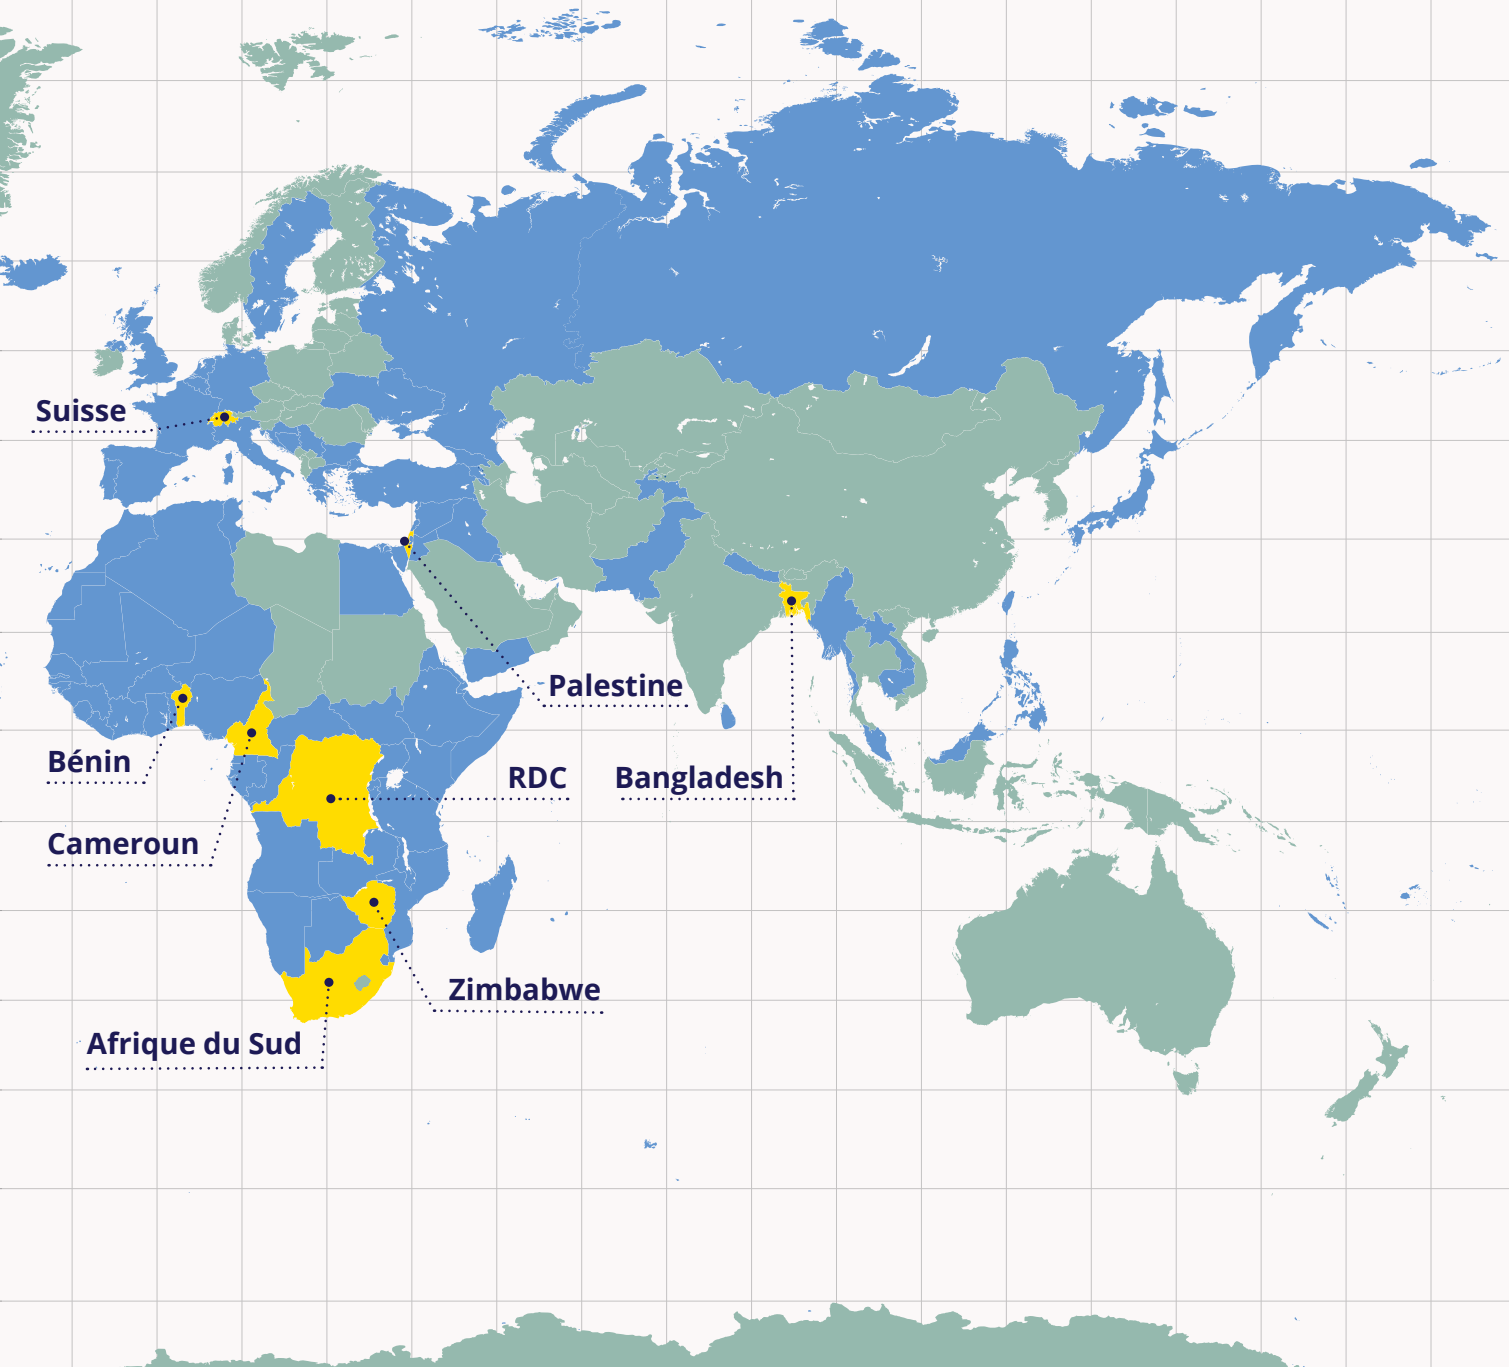 Suisse
Palestine
Bénin
RDC
Bangladesh
Cameroun
Zimbabwe
Afrique du Sud